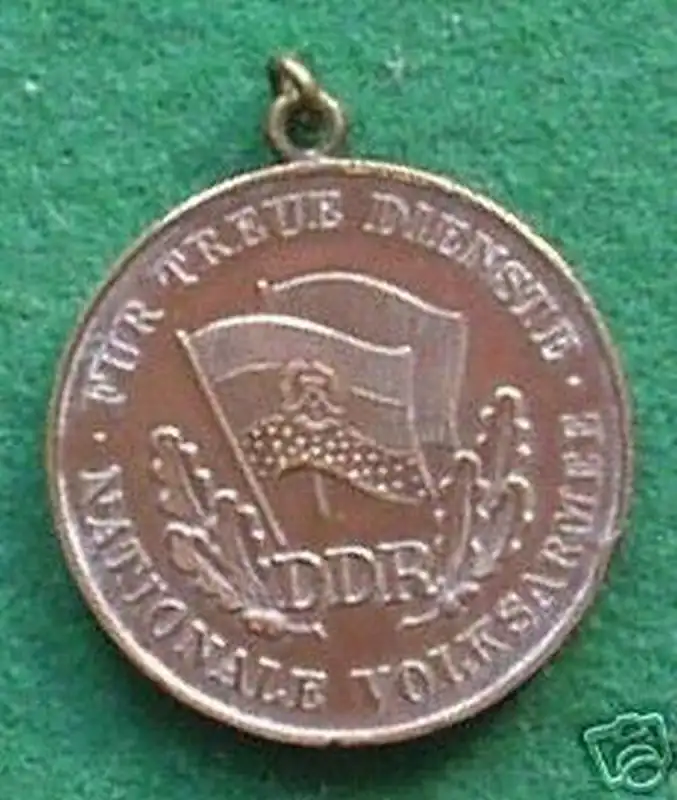 · FÜR TREUE DIENSTE ·
NATIONALE VOLKSARMEE
DDR